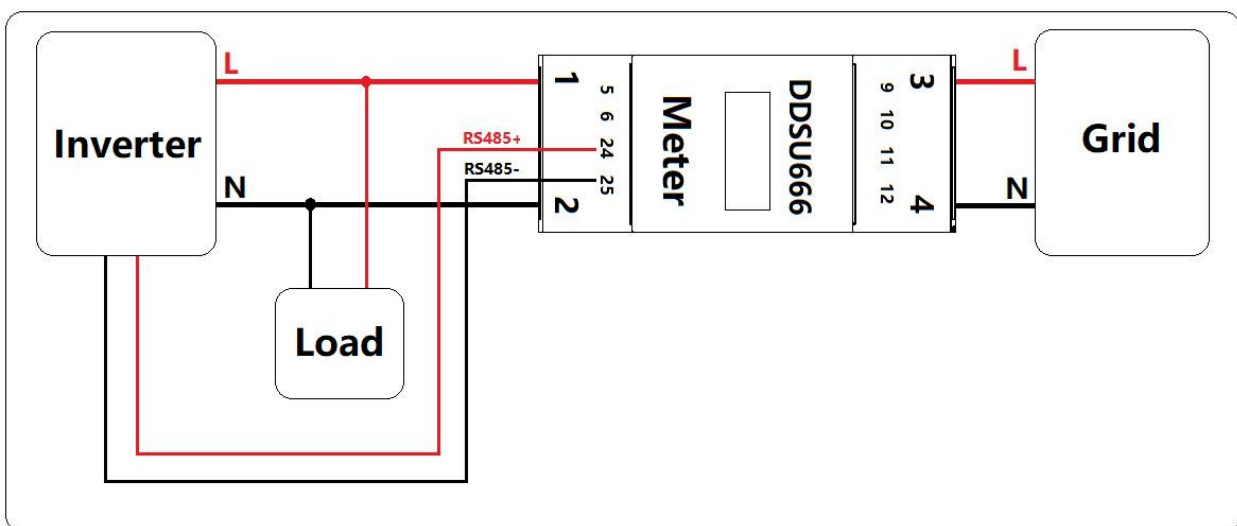 L
Inverter
N
RS485+
RS485-
Load
1
5
6
24
25
2
Meter
DDSU666
3
9
10
11
12
4
L
N
Grid